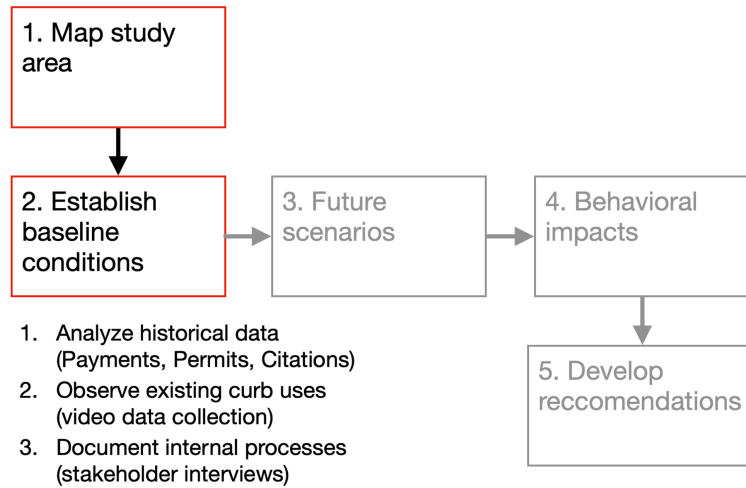 1. Map study
area
2. Establish
baseline
conditions
3. Future
scenarios
4. Behavioral
impacts
5. Develop
reccomendations
1. Analyze historical data
(Payments, Permits, Citations)
2. Observe existing curb uses
(video data collection)
3. Document internal processes
(stakeholder interviews)